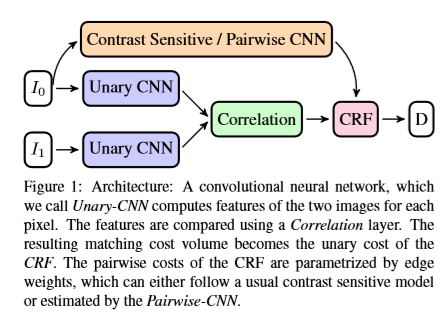 Contrast Sensitive / Pairwise CNN
I0
Unary CNN
Correlation
CRF
D
I1
Unary CNN
Figure 1: Architecture: A convolutional neural network, which
we call Unary-CNN computes features of the two images for each
pixel. The features are compared using a Correlation layer. The
resulting matching cost volume becomes the unary cost of the
CRF. The pairwise costs of the CRF are parametrized by edge
weights, which can either follow a usual contrast sensitive model
or estimated by the Pairwise-CNN.